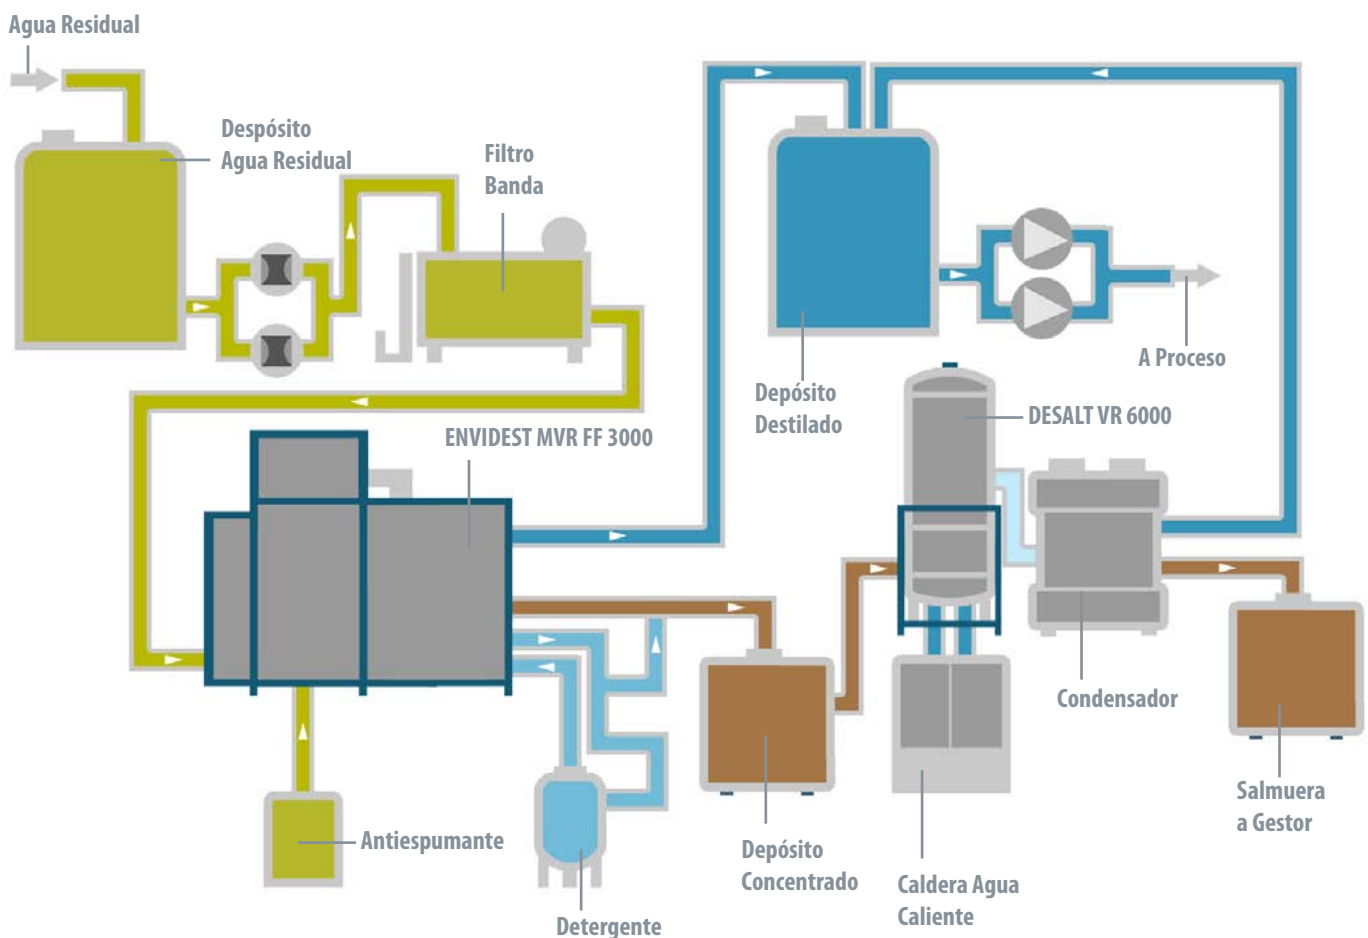 Agua Residual
Despósito
Agua Residual
Filtro
Banda
ENVIDEST MVR FF 3000
Depósito
Destilado
A Proceso
DESALT VR 6000
Condensador
Salmuera
a Gestor
Antiespumante
Detergente
Depósito
Concentrado
Caldera Agua
Caliente